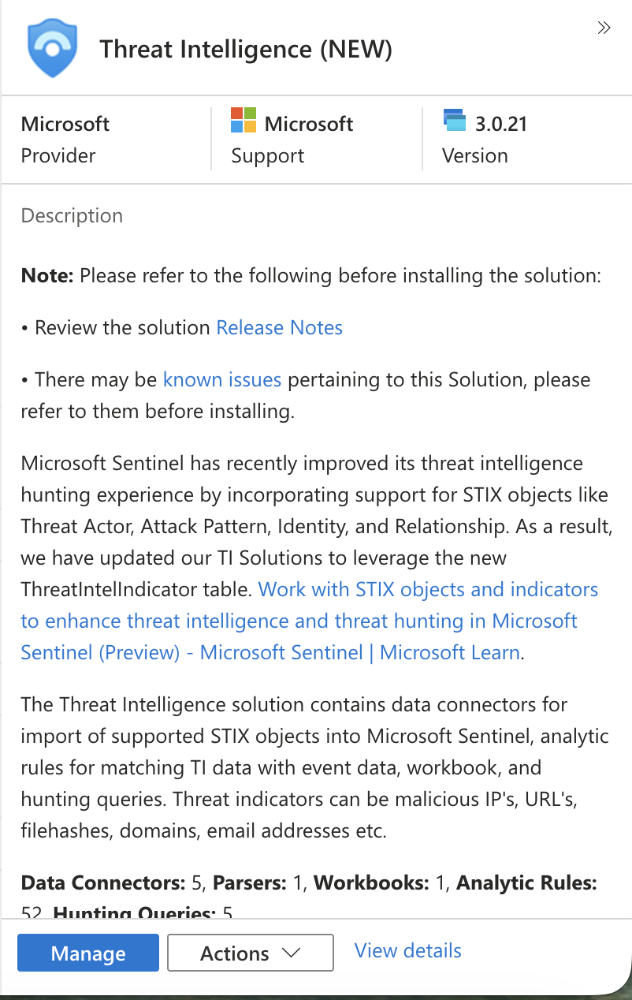 Threat Intelligence (NEW)
Microsoft
Provider
Microsoft
Support
3.0.21
Version
Description
Note: Please refer to the following before installing the solution:
• Review the solution Release Notes
• There may be known issues pertaining to this Solution, please
refer to them before installing.
Microsoft Sentinel has recently improved its threat intelligence
hunting experience by incorporating support for STIX objects like
Threat Actor, Attack Pattern, Identity, and Relationship. As a result,
we have updated our TI Solutions to leverage the new
ThreatIntelIndicator table. Work with STIX objects and indicators
to enhance threat intelligence and threat hunting in Microsoft
Sentinel (Preview) - Microsoft Sentinel | Microsoft Learn.
The Threat Intelligence solution contains data connectors for
import of supported STIX objects into Microsoft Sentinel, analytic
rules for matching TI data with event data, workbook, and
hunting queries. Threat indicators can be malicious IP's, URL's,
filehashes, domains, email addresses etc.
Data Connectors: 5, Parsers: 1, Workbooks: 1, Analytic Rules:
52, Hunting Queries: 5
Manage
Actions
View details